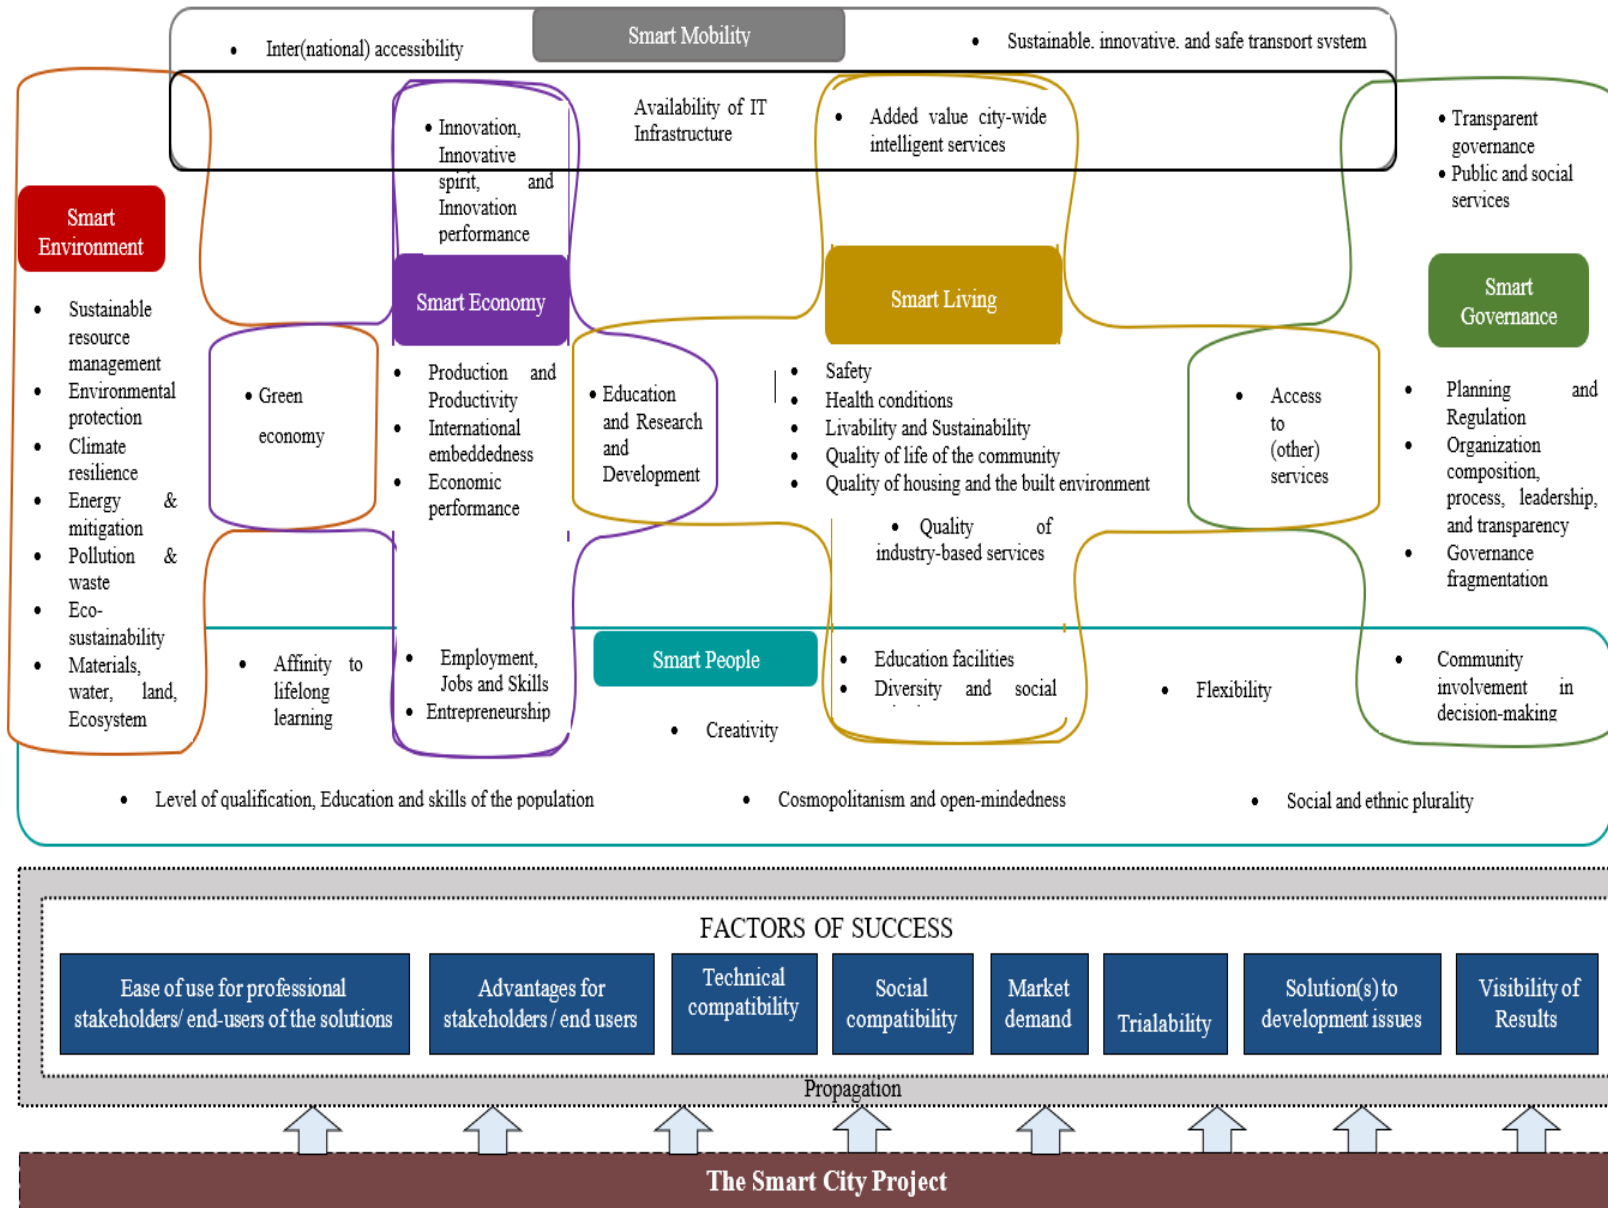 Smart Mobility
• Inter(national) accessibility
• Sustainable, innovative, and safe transport system
Availability of IT
Infrastructure
• Added value city-wide
intelligent services
• Innovation,
Innovative
spirit, and
Innovation
performance
• Transparent
governance
• Public and social
services
Smart
Environment
• Sustainable
resource
management
• Environmental
protection
• Climate
resilience
• Energy &
mitigation
• Pollution &
waste
• Eco-
sustainability
• Materials,
water, land,
Ecosystem
• Green
economy
Smart Economy
• Production and
Productivity
• International
embeddedness
• Economic
performance
• Education
and Research
and
Development
Smart Living
• Safety
• Health conditions
• Livability and Sustainability
• Quality of life of the community
• Quality of housing and the built environment
• Quality of
industry-based services
• Access
to
(other)
services
Smart
Governance
• Planning and
Regulation
• Organization
composition,
process, leadership,
and transparency
• Governance
fragmentation
• Affinity to
lifelong
learning
• Employment,
Jobs and Skills
• Entrepreneurship
Smart People
• Creativity
• Education facilities
• Diversity and social
• Flexibility
• Community
involvement in
decision-making
• Level of qualification, Education and skills of the population
• Cosmopolitanism and open-mindedness
• Social and ethnic plurality
FACTORS OF SUCCESS
Ease of use for professional
stakeholders/ end-users of the solutions
Advantages for
stakeholders / end users
Technical
compatibility
Social
compatibility
Market
demand
Trialability
Solution(s) to
development issues
Visibility of
Results
Propagation
The Smart City Project